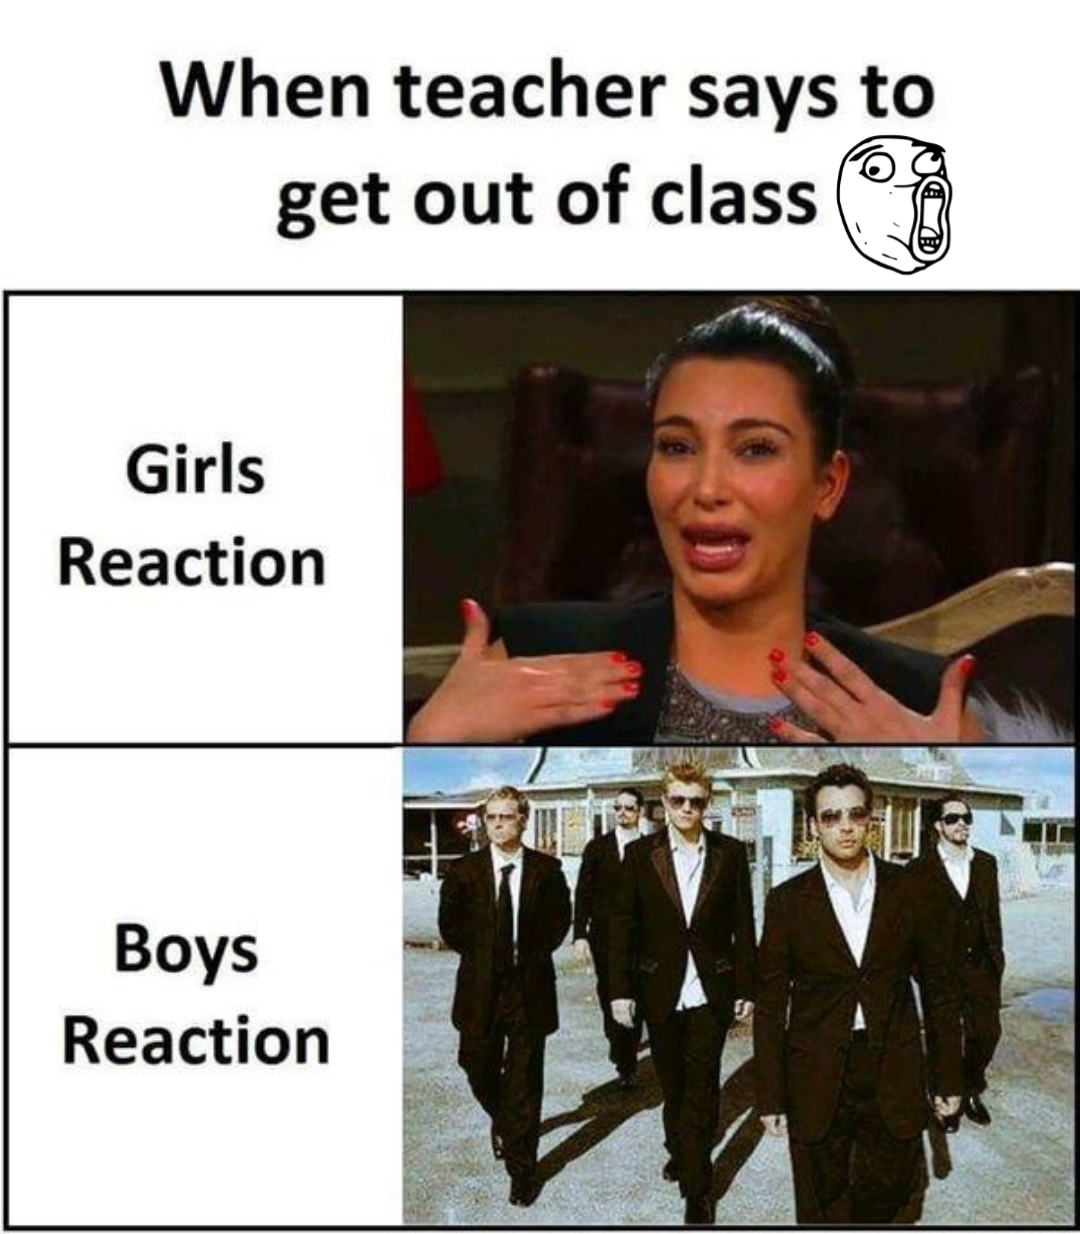 When teacher says to
get out of class
Girls
Reaction
Boys
Reaction